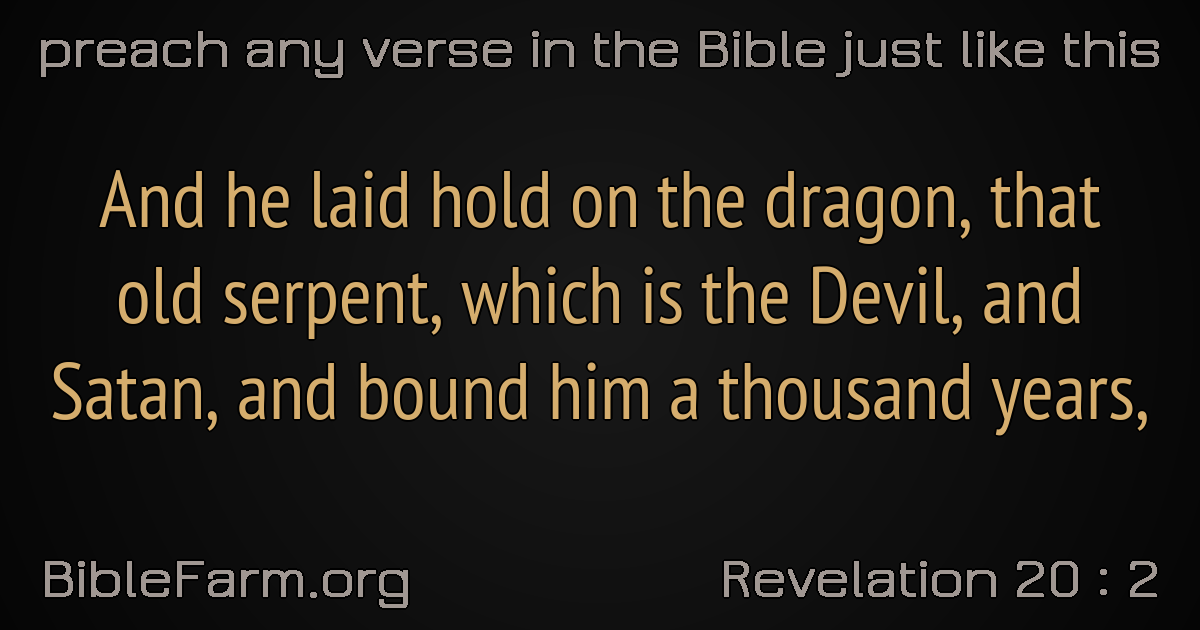 preach any verse in the Bible just like this
And he laid hold on the dragon, that
old serpent, which is the Devil, and
Satan, and bound him a thousand years,
BibleFarm.org
Revelation 20 : 2